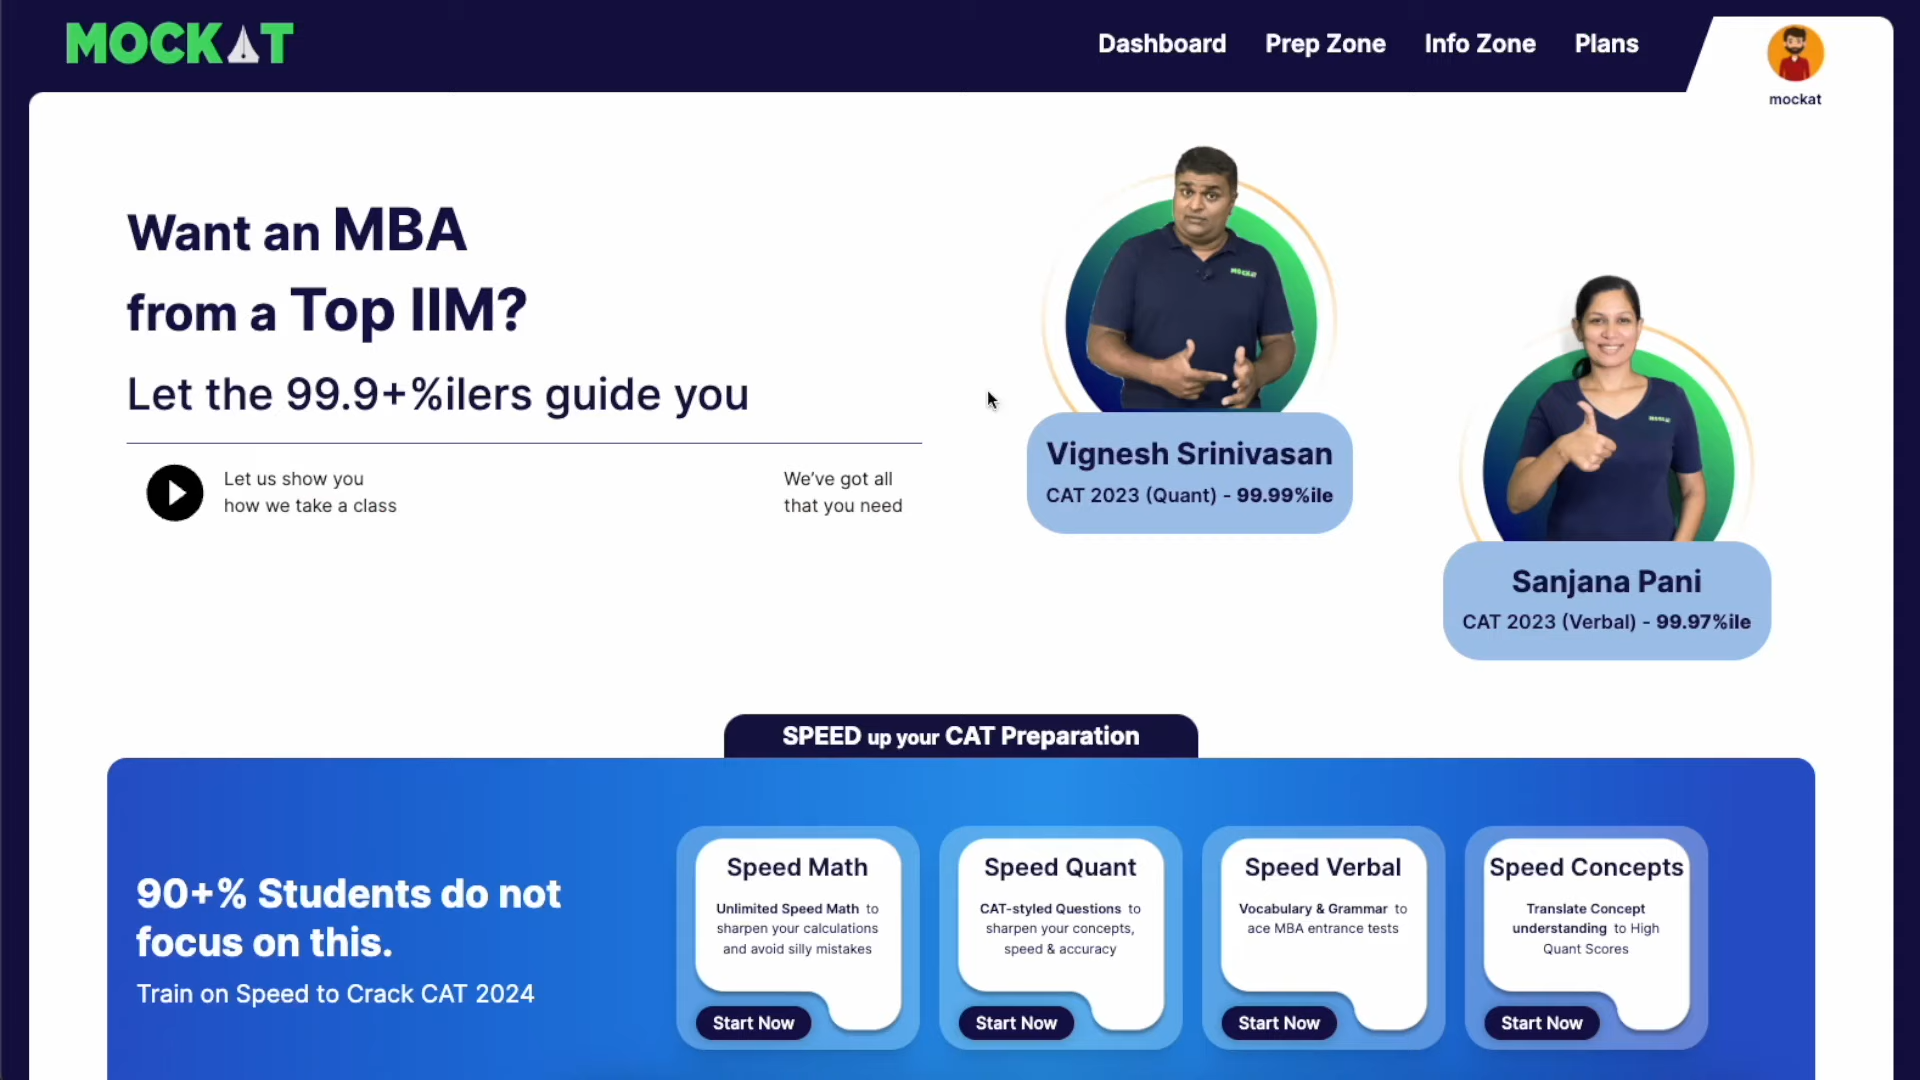 MOCKAT
Dashboard
Prep Zone
Info Zone
Plans
mockat
Want an MBA
from a Top IIM?
Let the 99.9+%ilers guide you
Let us show you
how we take a class
We’ve got all
that you need
MOCKAT
Vignesh Srinivasan
CAT 2023 (Quant) - 99.99%ile
MOCKAT
Sanjana Pani
CAT 2023 (Verbal) - 99.97%ile
SPEED up your CAT Preparation
90+% Students do not
focus on this.
Train on Speed to Crack CAT 2024
Speed Math
Unlimited Speed Math to
sharpen your calculations
and avoid silly mistakes
Start Now
Speed Quant
CAT-styled Questions to
sharpen your concepts,
speed & accuracy
Start Now
Speed Verbal
Vocabulary & Grammar to
ace MBA entrance tests
Start Now
Speed Concepts
Translate Concept
understanding to High
Quant Scores
Start Now